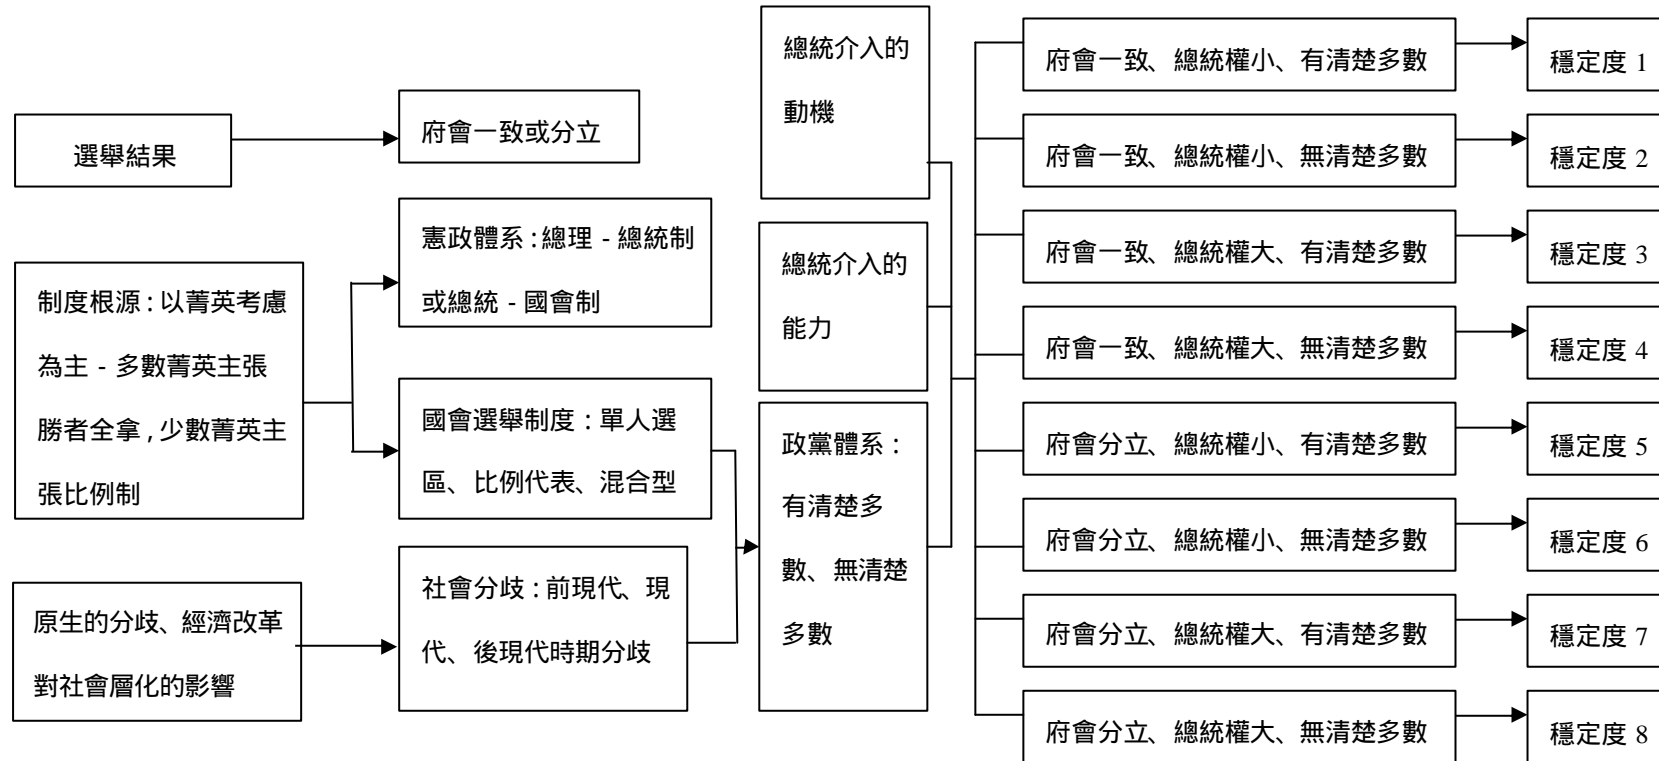 選舉結果
制度根源：以菁英考慮
為主 - 多數菁英主張
勝者全拿，少數菁英主
張比例制
原生的分歧、經濟改革
對社會層化的影響
府會一致或分立
憲政體系：總理 - 總統制
或總統 - 國會制
國會選舉制度：單人選
區、比例代表、混合型
社會分歧：前現代、現
代、後現代時期分歧
總統介入的
動機
總統介入的
能力
政黨體系：
有清楚多
數、無清楚
多數
府會一致、總統權小、有清楚多數
穩定度 1
府會一致、總統權小、無清楚多數
穩定度 2
府會一致、總統權大、有清楚多數
穩定度 3
府會一致、總統權大、無清楚多數
穩定度 4
府會分立、總統權小、有清楚多數
穩定度 5
府會分立、總統權小、無清楚多數
穩定度 6
府會分立、總統權大、有清楚多數
穩定度 7
府會分立、總統權大、無清楚多數
穩定度 8